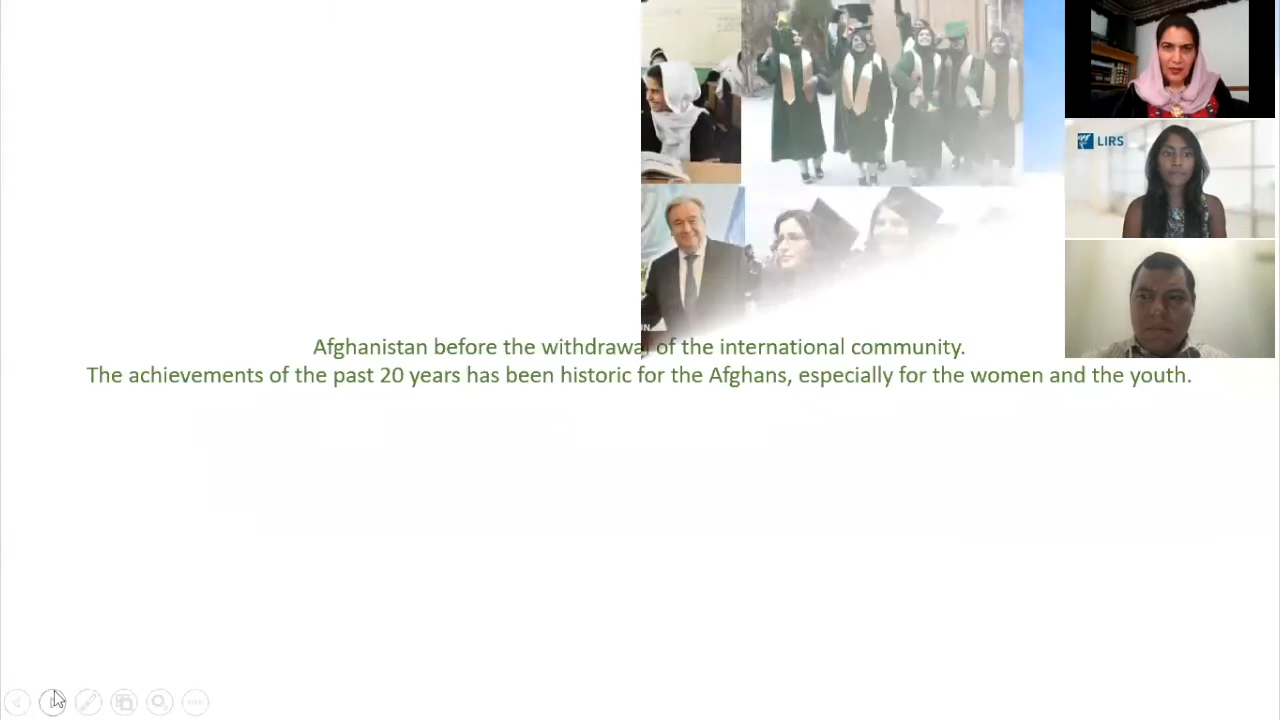 LIRS
Afghanistan before the withdrawal of the international community.
The achievements of the past 20 years has been historic for the Afghans, especially for the women and the youth.